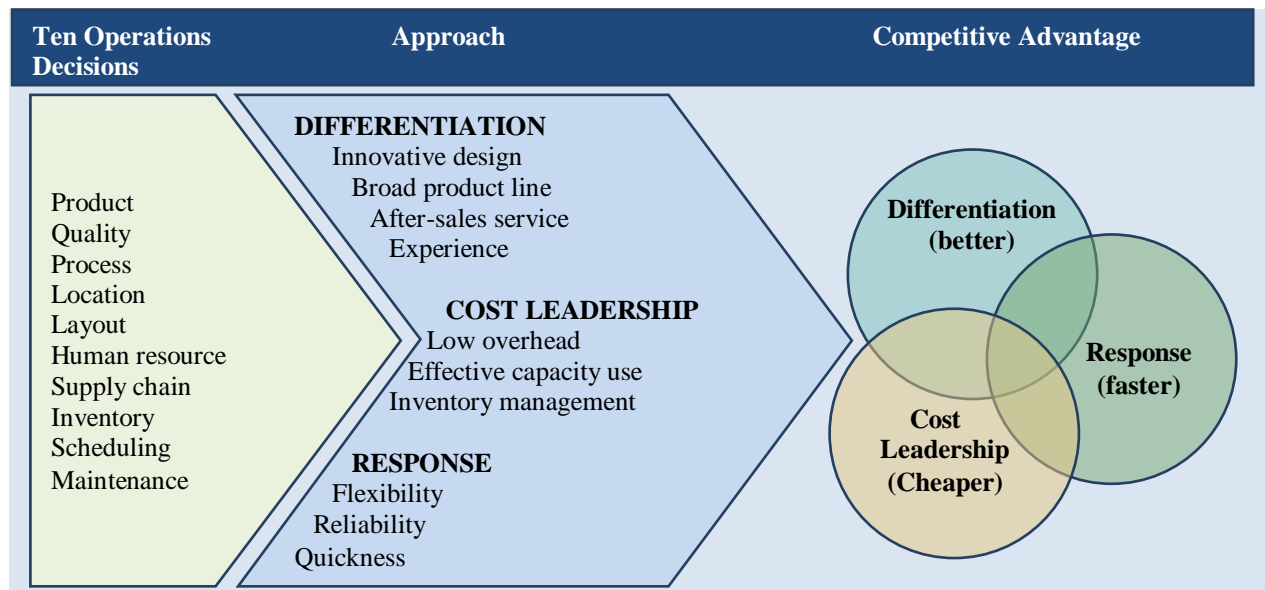 Ten Operations
Decisions
Approach
Competitive Advantage
Product
Quality
Process
Location
Layout
Human resource
Supply chain
Inventory
Scheduling
Maintenance
DIFFERENTIATION
Innovative design
Broad product line
After-sales service
Experience
COST LEADERSHIP
Low overhead
Effective capacity use
Inventory management
RESPONSE
Flexibility
Reliability
Quickness
Differentiation
(better)
Response
(faster)
Cost
Leadership
(Cheaper)